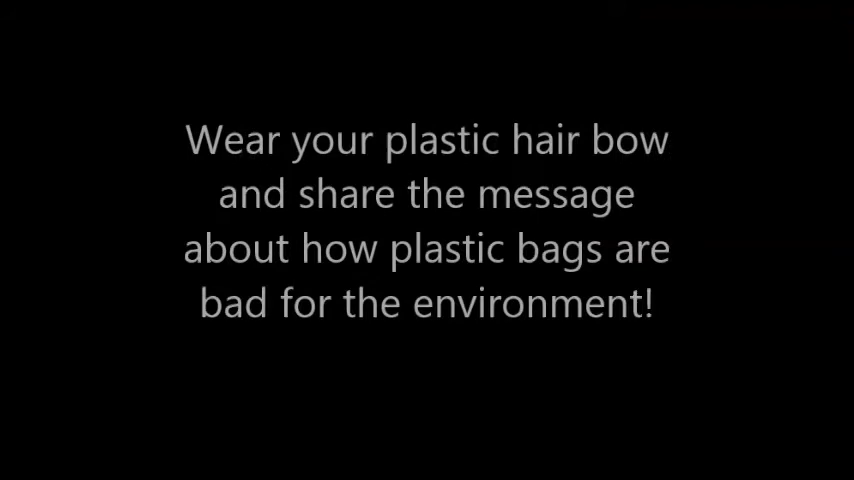 Wear your plastic hair bow
and share the message
about how plastic bags are
bad for the environment!